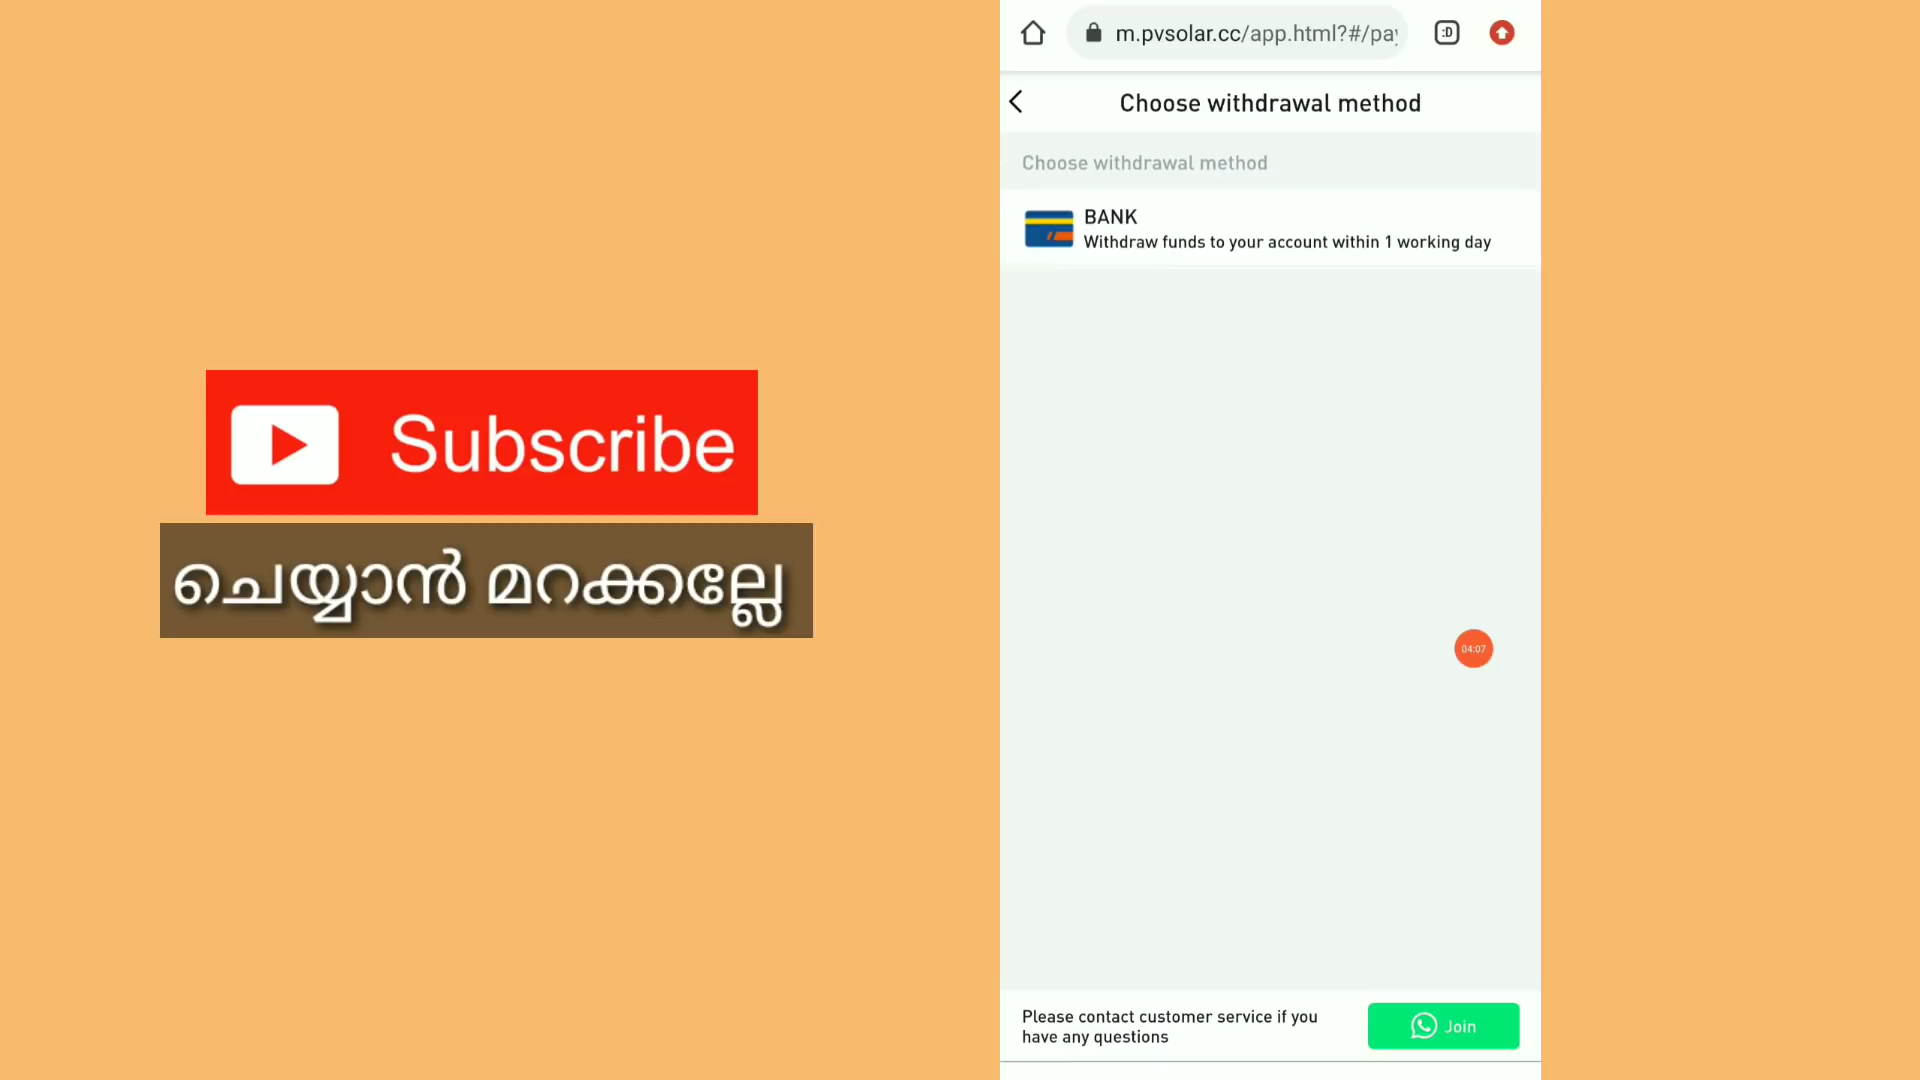 Subscribe
ചെയ്യാൻ മറക്കല്ലേ
m.pvsolar.cc/app.html?#/pay
:D
Choose withdrawal method
Choose withdrawal method
BANK
Withdraw funds to your account within 1 working day
04:07
Please contact customer service if you
have any questions
Join